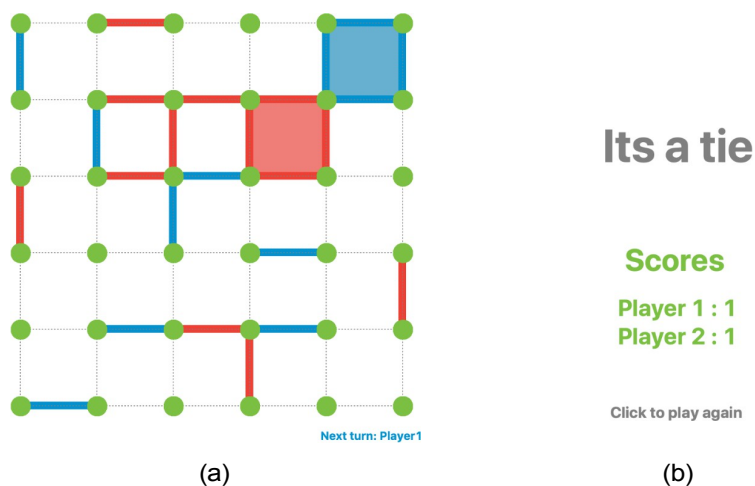 Its a tie
Scores
Player 1 : 1
Player 2 : 1
Click to play again
Next turn: Player1
(a)
(b)